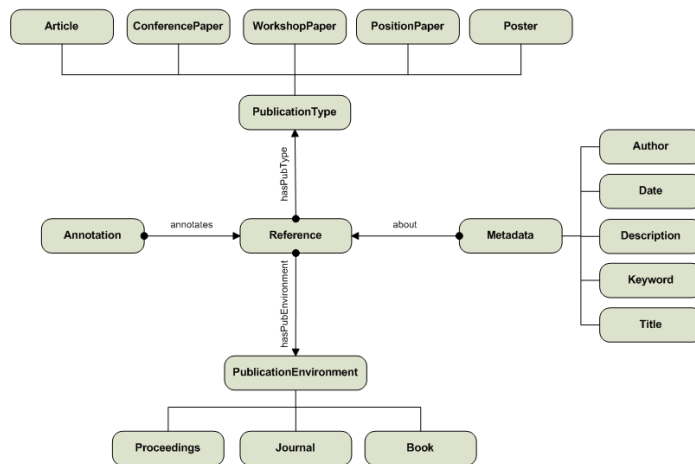 Article
ConferencePaper
WorkshopPaper
PositionPaper
Poster
PublicationType
hasPubType
Author
Date
Annotation
annotates
Reference
about
Metadata
Description
Keyword
Title
hasPubEnvironment
PublicationEnvironment
Proceedings
Journal
Book